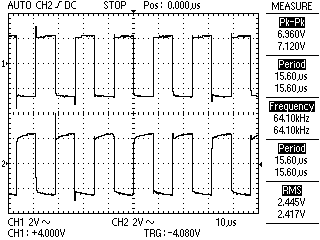 AUTO CH2 DC STOP Pos: 0.000µs MEASURE
Pk-Pk
6.960V
7.120V
1
Period
15.60µs
15.60µs
Frequency
64.10kHz
64.10kHz
2
Period
15.60µs
15.60µs
RMS
2.445V
2.417V
CH1 2V ~ CH2 2V ~ 10µs
CH1: +4.000V TRG: -4.080V